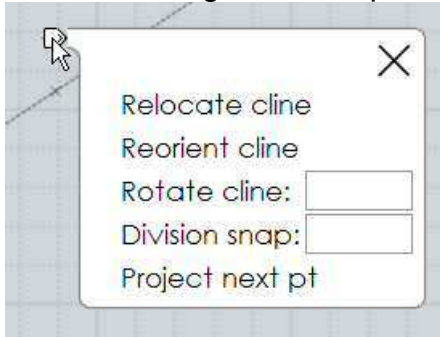 Relocate cline
Reorient cline
Rotate cline:
Division snap:
Project next pt